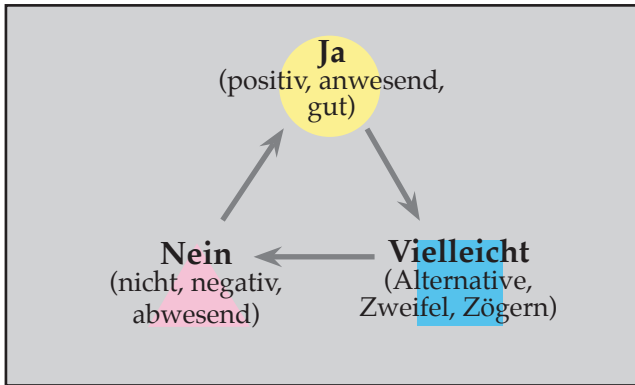 Ja
(positiv, anwesend,
gut)
Nein
(nicht, negativ,
abwesend)
Vielleicht
(Alternative,
Zweifel, Zögern)